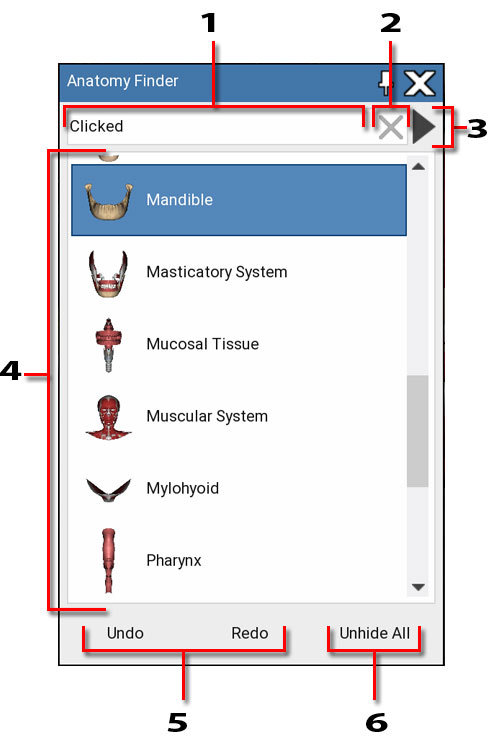 1
2
Anatomy Finder
Clicked
3
Mandible
Masticatory System
Mucosal Tissue
4
Muscular System
Mylohyoid
Pharynx
Undo Redo Unhide All
5
6